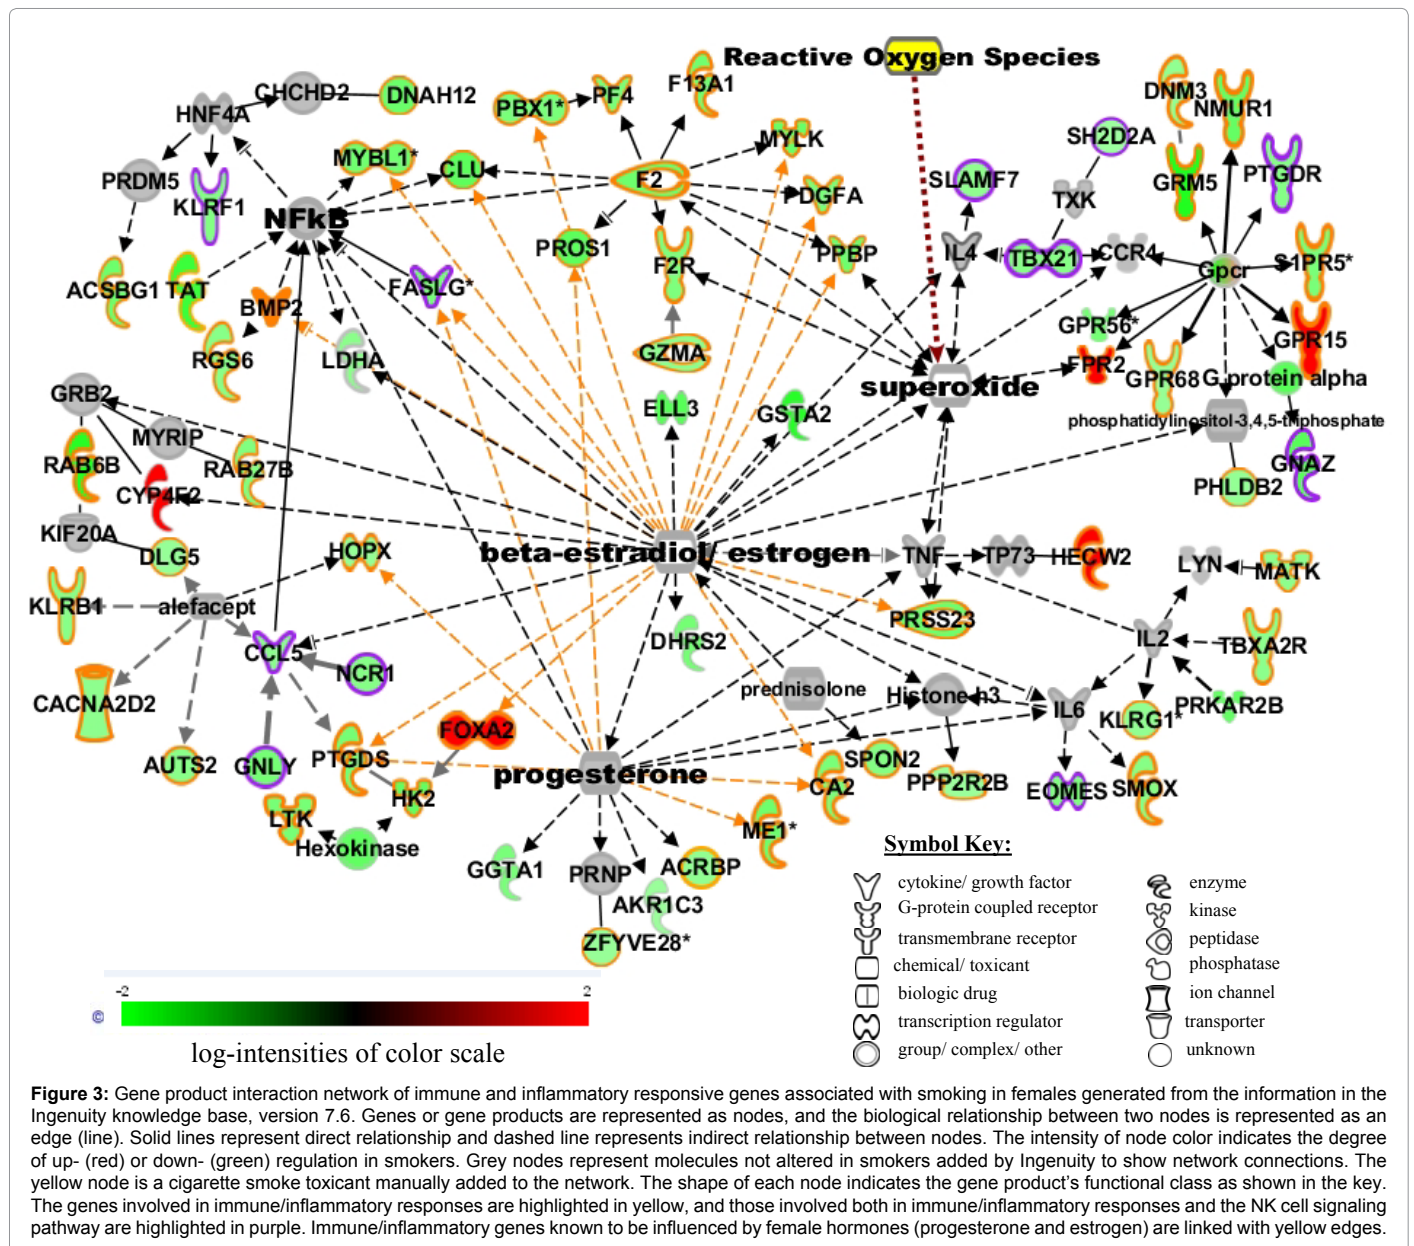 Reactive Oxygen Species
CHCHD2
DNAH12
HNF4A
PBX1*
PF4
F13A1
DNM3
NMUR1
MYLK
SH2D2A
MYBL1*
CLU
F2
SLAMF7
GRM5
PTGDR
PRDM5
KLRF1
PDGFA
TXK
NFkB
PROS1
F2R
PPBP
IL4
TBX21
CCR4
Gpcr
S1PR5*
ACSBG1
TAT
FASLG*
BMP2
GPR56*
GPR15
RGS6
LDHA
GZMA
FPR2
GPR68
G protein alpha
superoxide
GRB2
ELL3
GSTA2
phosphatidylinositol-3,4,5-triphosphate
MYRIP
RAB6B
RAB27B
GNAZ
CYP4F2
PHLDB2
KIF20A
DLG5
HOPX
beta-estradiol/ estrogen
TNF
TP73
HECW2
LYN
MATK
KLRB1
alefacept
PRSS23
CCL5
DHRS2
IL2
TBXA2R
NCR1
CACNA2D2
prednisolone
Histone h3
IL6
KLRG1*
PRKAR2B
FOXA2
AUTS2
GNLY
PTGDS
progesterone
SPON2
CA2
PPP2R2B
EOMES
SMOX
HK2
LTK
Hexokinase
ME1*
GGTA1
PRNP
ACRBP
AKR1C3
ZFYVE28*
Symbol Key:
cytokine/ growth factor
G-protein coupled receptor
transmembrane receptor
chemical/ toxicant
biologic drug
transcription regulator
group/ complex/ other
enzyme
kinase
peptidase
phosphatase
ion channel
transporter
unknown
-2
2
©
log-intensities of color scale
Figure 3: Gene product interaction network of immune and inflammatory responsive genes associated with smoking in females generated from the information in the
Ingenuity knowledge base, version 7.6. Genes or gene products are represented as nodes, and the biological relationship between two nodes is represented as an
edge (line). Solid lines represent direct relationship and dashed line represents indirect relationship between nodes. The intensity of node color indicates the degree
of up- (red) or down- (green) regulation in smokers. Grey nodes represent molecules not altered in smokers added by Ingenuity to show network connections. The
yellow node is a cigarette smoke toxicant manually added to the network. The shape of each node indicates the gene product's functional class as shown in the key.
The genes involved in immune/inflammatory responses are highlighted in yellow, and those involved both in immune/inflammatory responses and the NK cell signaling
pathway are highlighted in purple. Immune/inflammatory genes known to be influenced by female hormones (progesterone and estrogen) are linked with yellow edges.